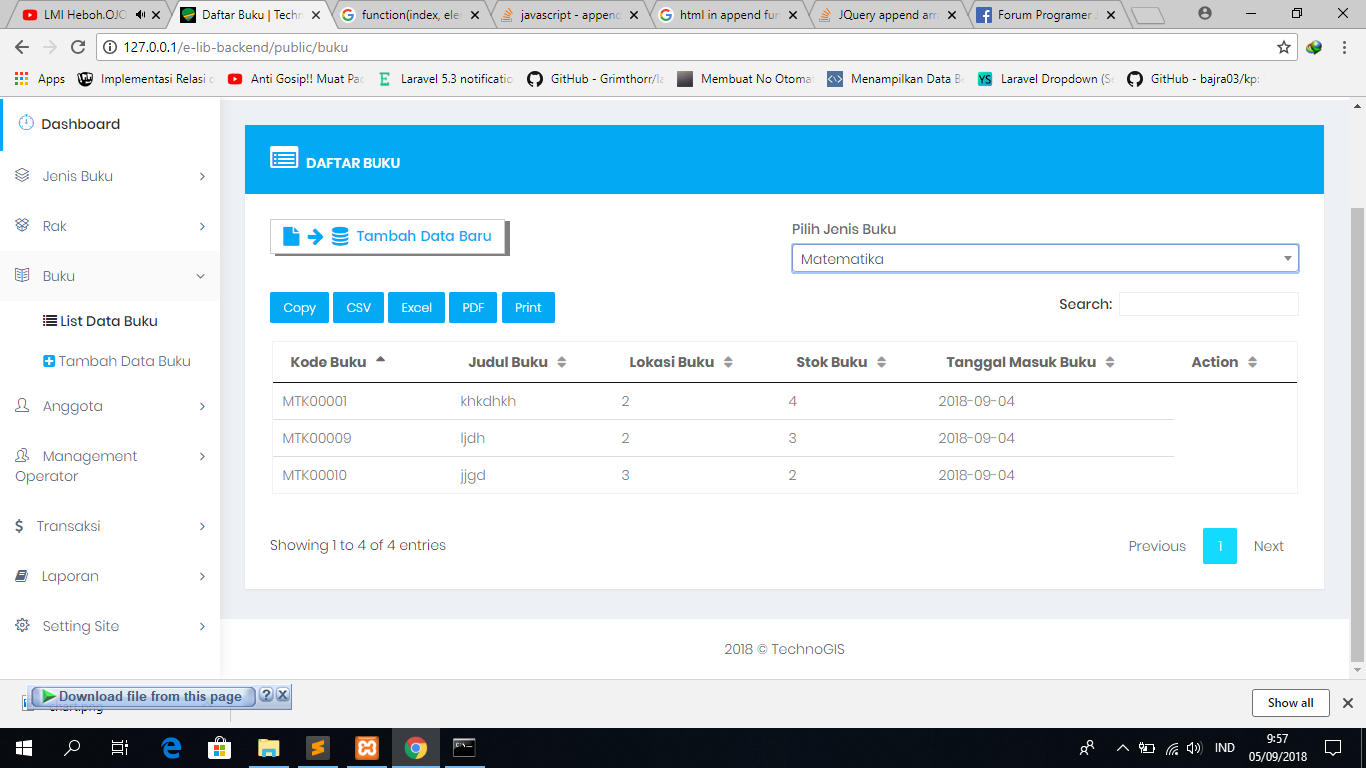 LMI Heboh.OJO
Daftar Buku | Techn
function(index, ele
javascript - append
html in append fun
JQuery append arr
Forum Programer J
127.0.0.1/e-lib-backend/public/buku
Apps
Implementasi Relasi d
Anti Gosip!! Muat Pac
Laravel 5.3 notificatio
GitHub - Grimthorr/la
Membuat No Otomat
Menampilkan Data Be
Laravel Dropdown (Se
GitHub - bajra03/kp
Dashboard
Jenis Buku
Rak
Buku
List Data Buku
Tambah Data Buku
Anggota
Management
Operator
Transaksi
Laporan
Setting Site
DAFTAR BUKU
Tambah Data Baru
Pilih Jenis Buku
Matematika
Copy CSV Excel PDF Print
Search:
Kode Buku Judul Buku Lokasi Buku Stok Buku Tanggal Masuk Buku Action
MTK00001 khkdhkh 2 4 2018-09-04
MTK00009 ljdh 2 3 2018-09-04
MTK00010 jjgd 3 2 2018-09-04
Showing 1 to 4 of 4 entries
Previous 1 Next
2018 © TechnoGIS
Download file from this page ? X
Show all
IND
9:57
05/09/2018